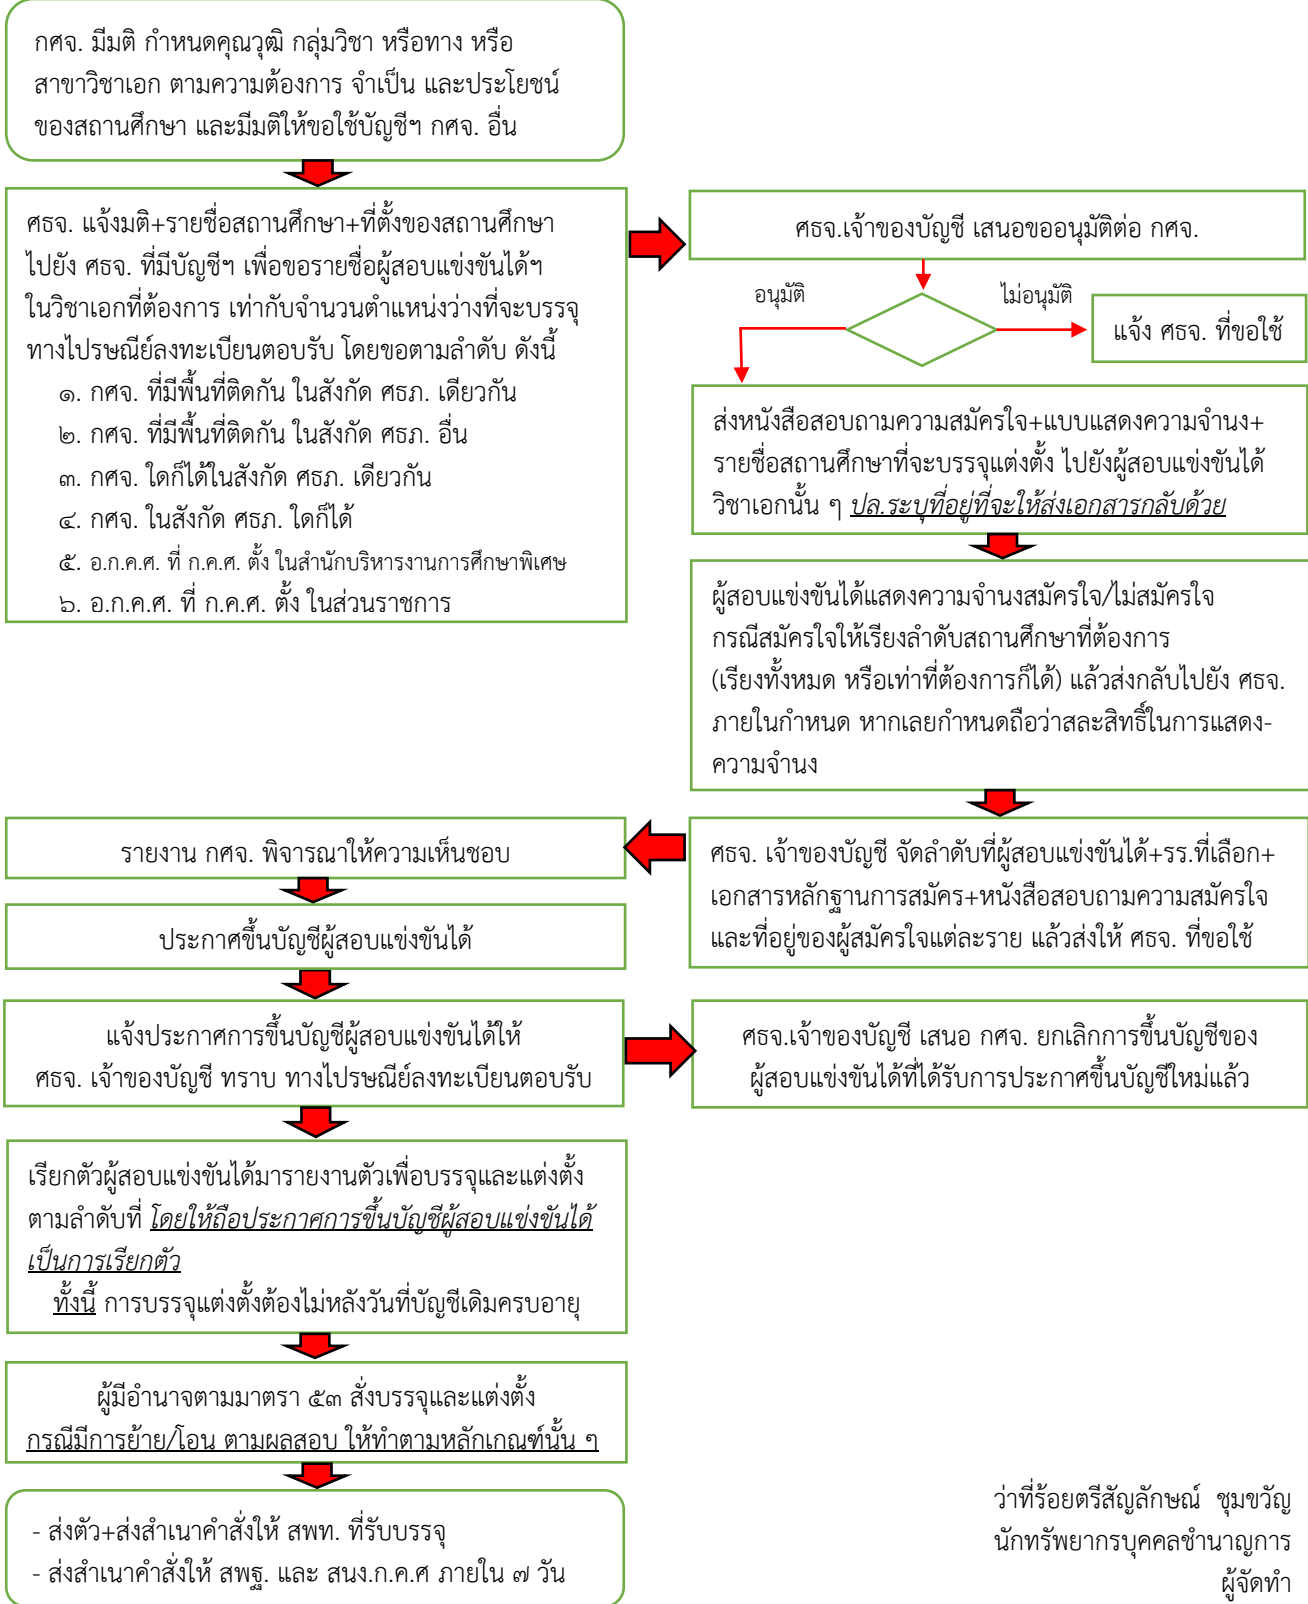 กศจ. มีมติ กำหนดคุณวุฒิ กลุ่มวิชา หรือทาง หรือ
สาขาวิชาเอก ตามความต้องการ จำเป็น และประโยชน์
ของสถานศึกษา และมีมติให้ขอใช้บัญชีฯ กศจ. อื่น
ศธจ. แจ้งมติ+รายชื่อสถานศึกษา+ที่ตั้งของสถานศึกษา
ไปยัง ศธจ. ที่มีบัญชีฯ เพื่อขอรายชื่อผู้สอบแข่งขันได้ฯ
ในวิชาเอกที่ต้องการ เท่ากับจำนวนตำแหน่งว่างที่จะบรรจุ
ทางไปรษณีย์ลงทะเบียนตอบรับ โดยขอตามลำดับ ดังนี้
๑. กศจ. ที่มีพื้นที่ติดกัน ในสังกัด ศธภ. เดียวกัน
๒. กศจ. ที่มีพื้นที่ติดกัน ในสังกัด ศธภ. อื่น
๓. กศจ. ใดก็ได้ในสังกัด ศธภ. เดียวกัน
๔. กศจ. ในสังกัด ศธภ. ใดก็ได้
๕. อ.ก.ค.ศ. ที่ ก.ค.ศ. ตั้ง ในสำนักบริหารงานการศึกษาพิเศษ
๖. อ.ก.ค.ศ. ที่ ก.ค.ศ. ตั้ง ในส่วนราชการ
ศธจ.เจ้าของบัญชี เสนอขออนุมัติต่อ กศจ.
อนุมัติ
ไม่อนุมัติ
แจ้ง ศธจ. ที่ขอใช้
ส่งหนังสือสอบถามความสมัครใจ+แบบแสดงความจำนง+
รายชื่อสถานศึกษาที่จะบรรจุแต่งตั้ง ไปยังผู้สอบแข่งขันได้
วิชาเอกนั้น ๆ ปล.ระบุที่อยู่ที่จะให้ส่งเอกสารกลับด้วย
ผู้สอบแข่งขันได้แสดงความจำนงสมัครใจ/ไม่สมัครใจ
กรณีสมัครใจให้เรียงลำดับสถานศึกษาที่ต้องการ
(เรียงทั้งหมด หรือเท่าที่ต้องการก็ได้) แล้วส่งกลับไปยัง ศธจ.
ภายในกำหนด หากเลยกำหนดถือว่าสละสิทธิ์ในการแสดง-
ความจำนง
ศธจ. เจ้าของบัญชี จัดลำดับที่ผู้สอบแข่งขันได้+รร.ที่เลือก+
เอกสารหลักฐานการสมัคร+หนังสือสอบถามความสมัครใจ
และที่อยู่ของผู้สมัครใจแต่ละราย แล้วส่งให้ ศธจ. ที่ขอใช้
รายงาน กศจ. พิจารณาให้ความเห็นชอบ
ประกาศขึ้นบัญชีผู้สอบแข่งขันได้
แจ้งประกาศการขึ้นบัญชีผู้สอบแข่งขันได้ให้
ศธจ. เจ้าของบัญชี ทราบ ทางไปรษณีย์ลงทะเบียนตอบรับ
ศธจ.เจ้าของบัญชี เสนอ กศจ. ยกเลิกการขึ้นบัญชีของ
ผู้สอบแข่งขันได้ที่ได้รับการประกาศขึ้นบัญชีใหม่แล้ว
เรียกตัวผู้สอบแข่งขันได้มารายงานตัวเพื่อบรรจุและแต่งตั้ง
ตามลำดับที่ โดยให้ถือประกาศการขึ้นบัญชีผู้สอบแข่งขันได้
เป็นการเรียกตัว
ทั้งนี้ การบรรจุแต่งตั้งต้องไม่หลังวันที่บัญชีเดิมครบอายุ
ผู้มีอำนาจตามมาตรา ๕๓ สั่งบรรจุและแต่งตั้ง
กรณีมีการย้าย/โอน ตามผลสอบ ให้ทำตามหลักเกณฑ์นั้น ๆ
- ส่งตัว+ส่งสำเนาคำสั่งให้ สพท. ที่รับบรรจุ
- ส่งสำเนาคำสั่งให้ สพฐ. และ สนง.ก.ค.ศ ภายใน ๗ วัน
ว่าที่ร้อยตรีสัญลักษณ์ ชุมขวัญ
นักทรัพยากรบุคคลชำนาญการ
ผู้จัดทำ